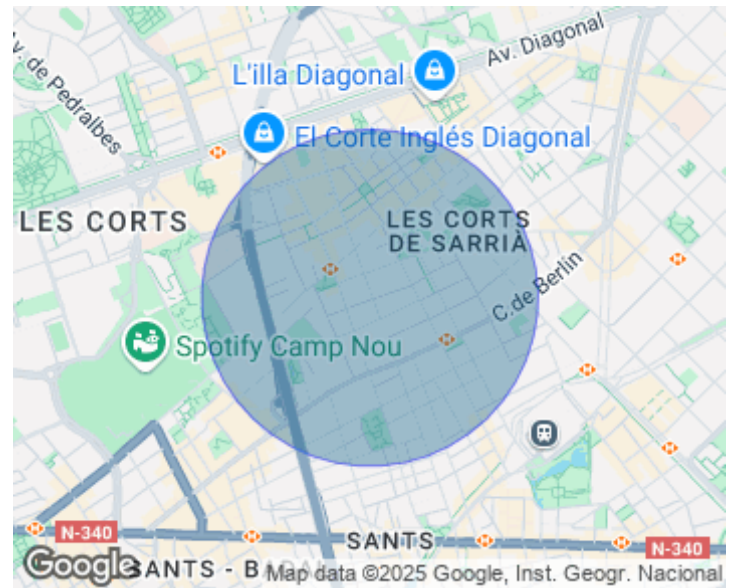 Av. Diagonal
L'illa Diagonal
Av. de Pedralbes
El Corte Inglés Diagonal
LES CORTS
LES CORTS
DE SARRIÀ
C. de Berlín
Spotify Camp Nou
N-340
SANTS
N-340
Google
SANTS - B
Map data ©2025 Google, Inst. Geogr. Nacional